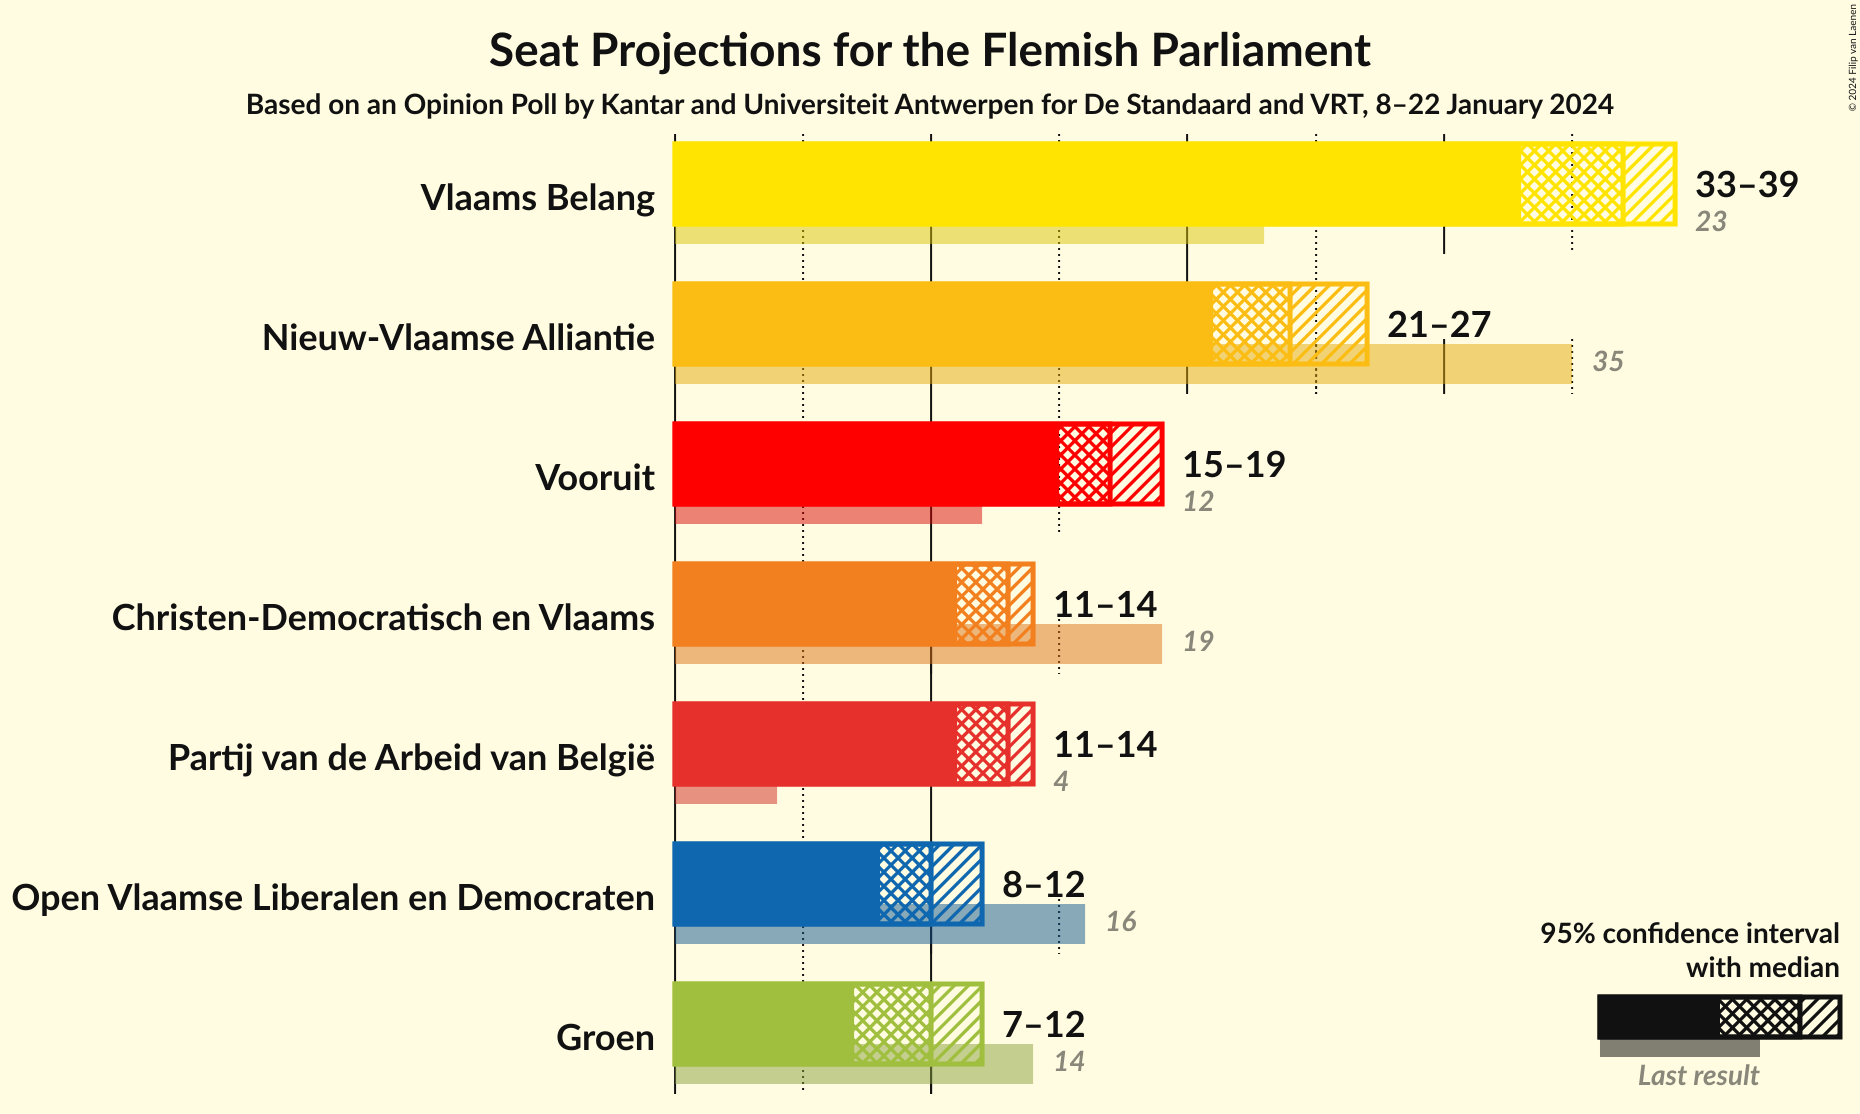 Seat Projections for the Flemish Parliament
Based on an Opinion Poll by Kantar and Universiteit Antwerpen for De Standaard and VRT, 8–22 January 2024
© 2024 Filip van Laenen
Vlaams Belang
33–39
23
Nieuw-Vlaamse Alliantie
21–27
35
Vooruit
15–19
12
Christen-Democratisch en Vlaams
11–14
19
Partij van de Arbeid van België
11–14
4
Open Vlaamse Liberalen en Democraten
8–12
16
Groen
7–12
14
95% confidence interval
with median
Last result